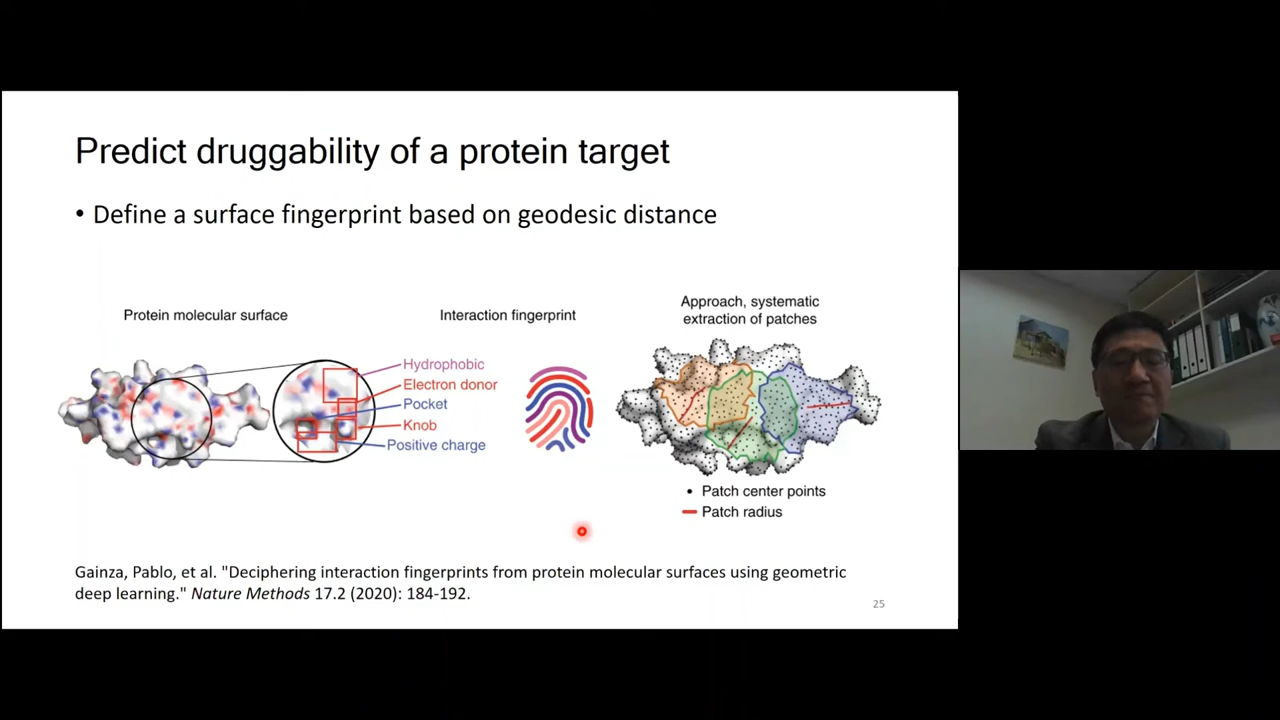 Predict druggability of a protein target
• Define a surface fingerprint based on geodesic distance
Protein molecular surface
Interaction fingerprint
Approach, systematic
extraction of patches
Hydrophobic
Electron donor
Pocket
Knob
Positive charge
Patch center points
Patch radius
Gainza, Pablo, et al. "Deciphering interaction fingerprints from protein molecular surfaces using geometric
deep learning." Nature Methods 17.2 (2020): 184-192.
25